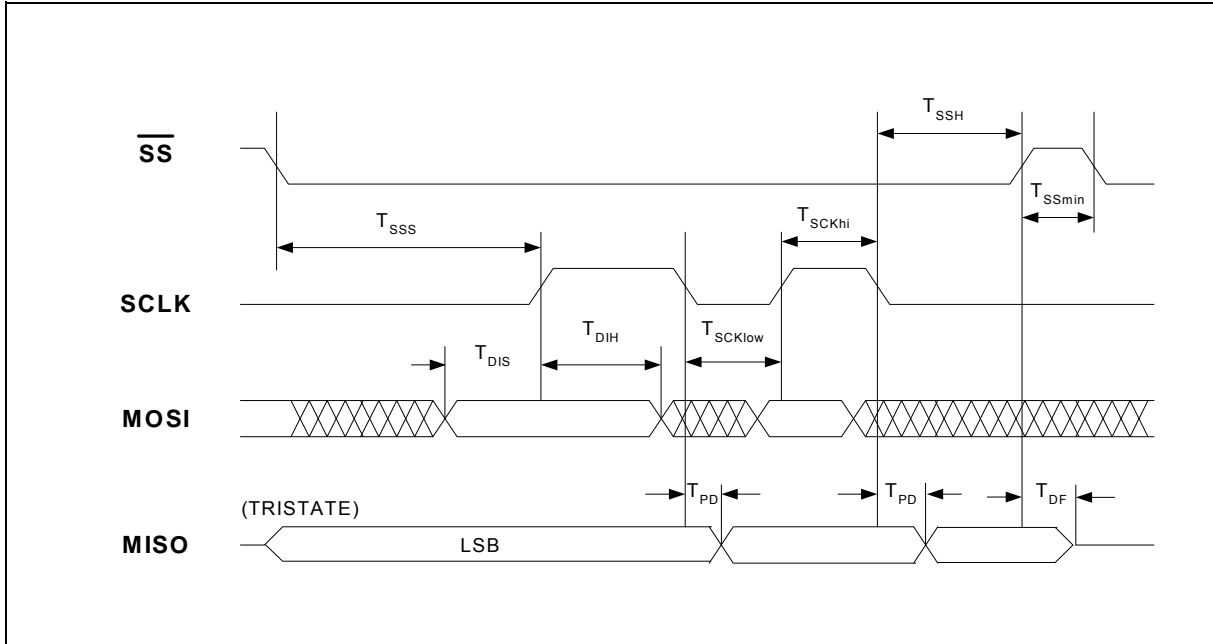 T_SSH
SS
T_SSmin
T_SSS
T_SCKhi
SCLK
T_DIS
T_DIH
T_SCKlow
MOSI
T_PD
T_PD
T_DF
(TRISTATE)
MISO
LSB